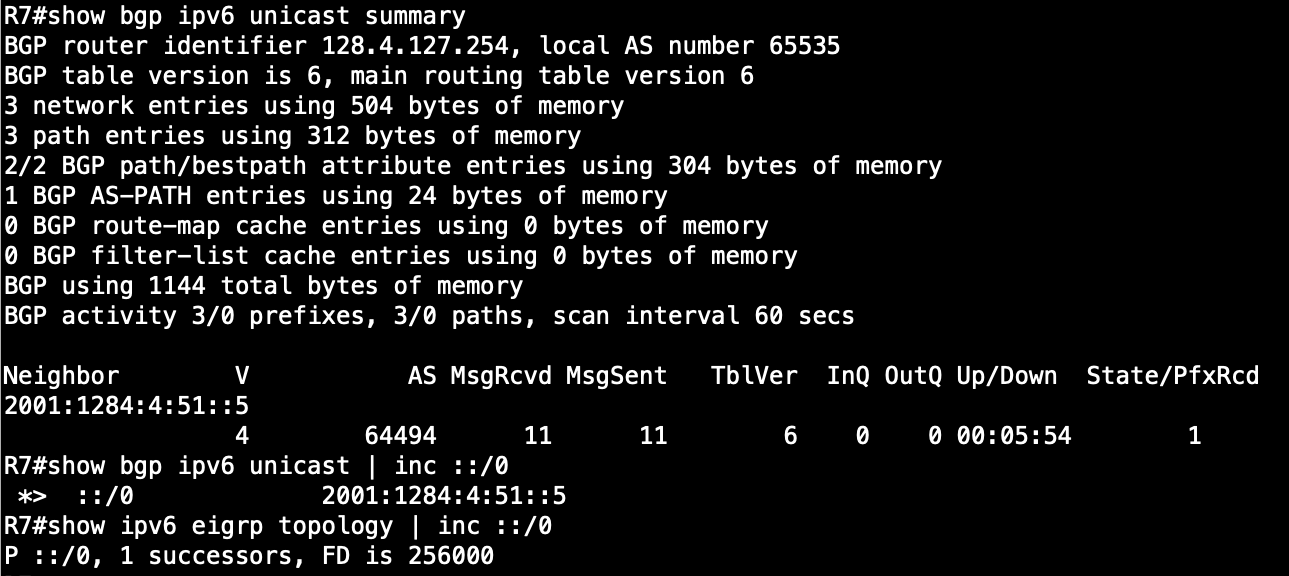 R7#show bgp ipv6 unicast summary
BGP router identifier 128.4.127.254, local AS number 65535
BGP table version is 6, main routing table version 6
3 network entries using 504 bytes of memory
3 path entries using 312 bytes of memory
2/2 BGP path/bestpath attribute entries using 304 bytes of memory
1 BGP AS-PATH entries using 24 bytes of memory
0 BGP route-map cache entries using 0 bytes of memory
0 BGP filter-list cache entries using 0 bytes of memory
BGP using 1144 total bytes of memory
BGP activity 3/0 prefixes, 3/0 paths, scan interval 60 secs

Neighbor        V           AS MsgRcvd MsgSent   TblVer  InQ OutQ Up/Down  State/PfxRcd
2001:1284:4:51::5
                4        64494      11      11        6    0    0 00:05:54        1
R7#show bgp ipv6 unicast | inc ::/0
 *>  ::/0             2001:1284:4:51::5
R7#show ipv6 eigrp topology | inc ::/0
P ::/0, 1 successors, FD is 256000